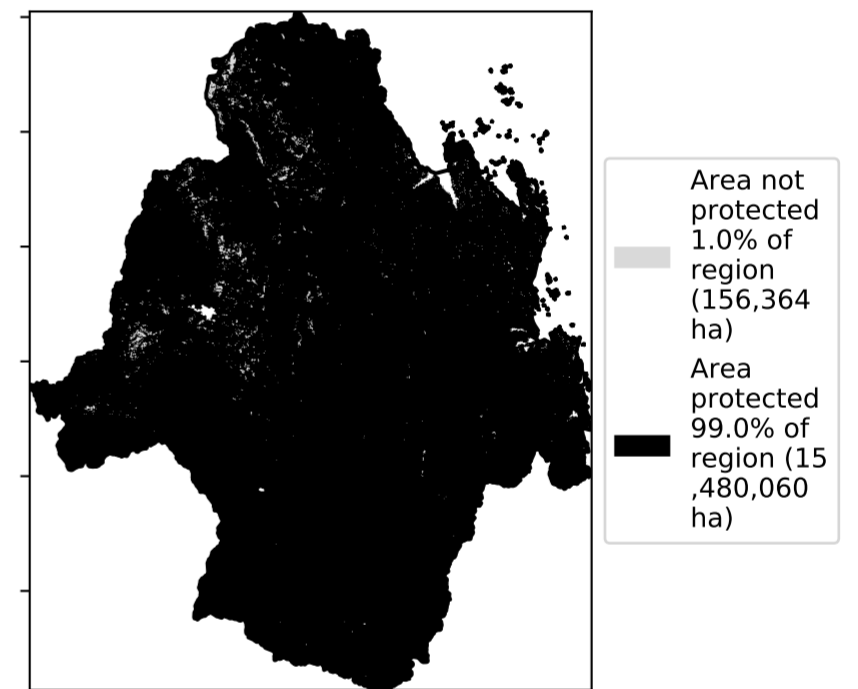 Area not
protected
1.0% of
region
(156,364
ha)
Area
protected
99.0% of
region (15
,480,060
ha)